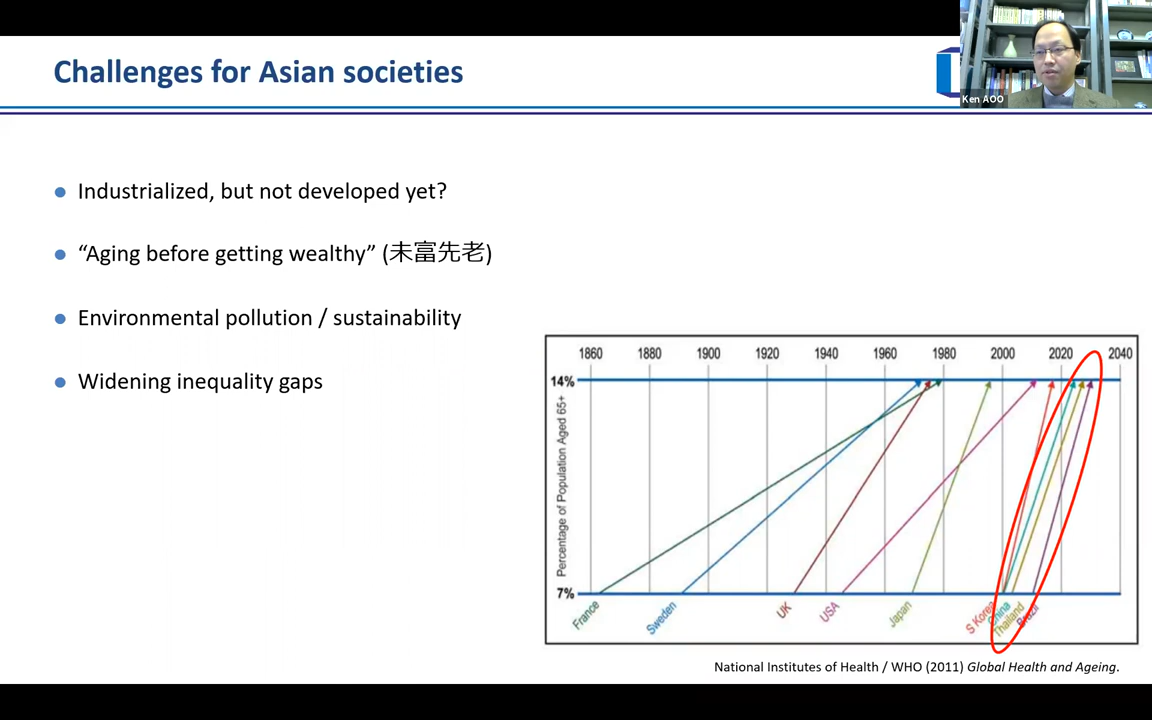 Challenges for Asian societies
Ken AOO
Industrialized, but not developed yet?
“Aging before getting wealthy” (未富先老)
Environmental pollution / sustainability
Widening inequality gaps
1860 1880 1900 1920 1940 1960 1980 2000 2020 2040
14%
Percentage of Population Aged 65+
7%
France Sweden UK USA Japan S Korea China Thailand Brazil
National Institutes of Health / WHO (2011) Global Health and Ageing.